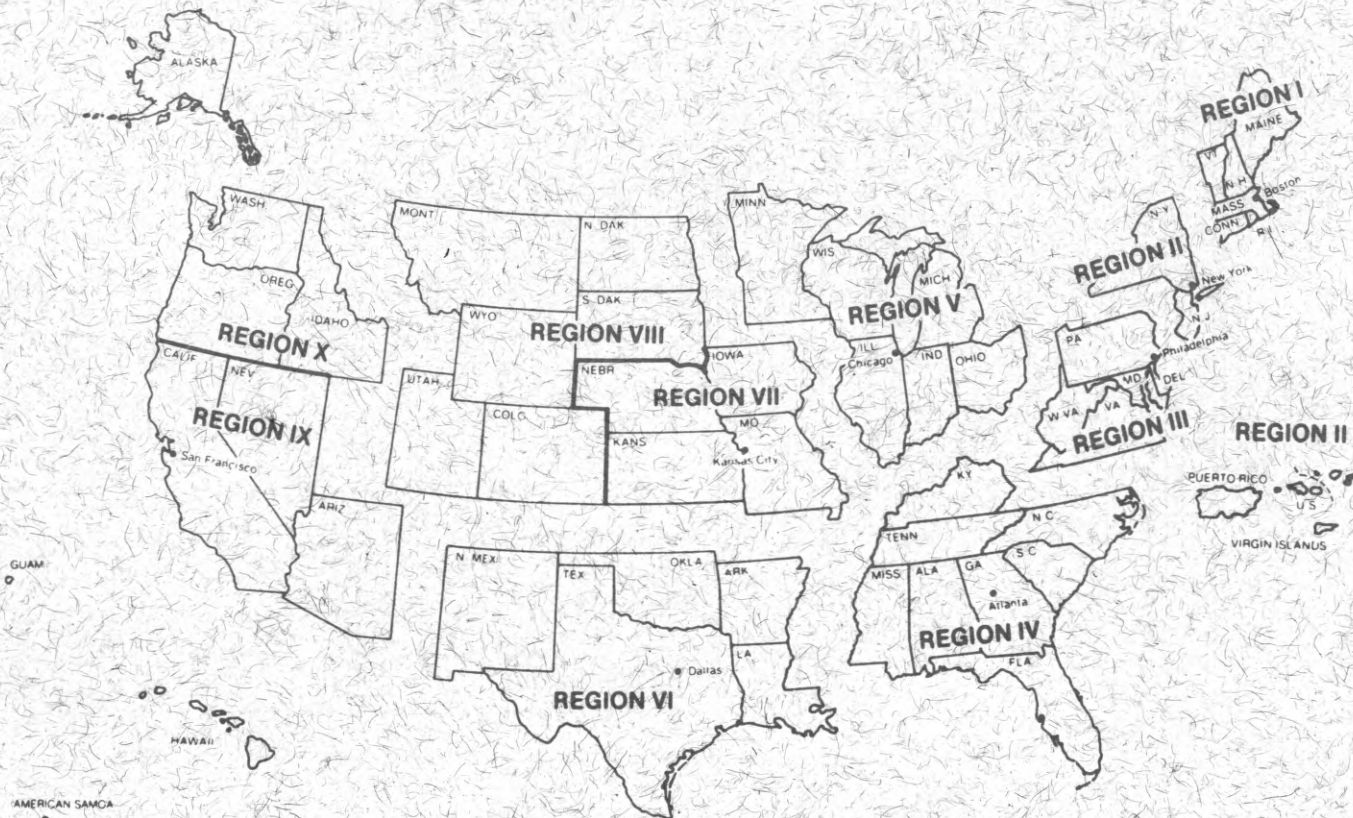 ALASKA
REGION I
MAINE
VT
N H
Boston
MASS
CONN
R I
WASH
MONT
N DAK
MINN
N Y
OREG
IDAHO
WYO
S DAK
WIS
MICH
REGION II
New York
N J
REGION X
REGION VIII
REGION V
PA
Philadelphia
CALIF
NEV
UTAH
NEBR
IOWA
ILL
Chicago
IND
OHIO
MD
DEL
REGION IX
COLO
REGION VII
W VA
VA
REGION III
REGION II
San Francisco
KANS
MO
Kansas City
KY
PUERTO RICO
U S
VIRGIN ISLANDS
ARIZ
TENN
N C
S C
GUAM
N MEX
TEX
OKLA
ARK
MISS
ALA
GA
Atlanta
REGION IV
FLA
LA
Dallas
REGION VI
HAWAII
AMERICAN SAMOA